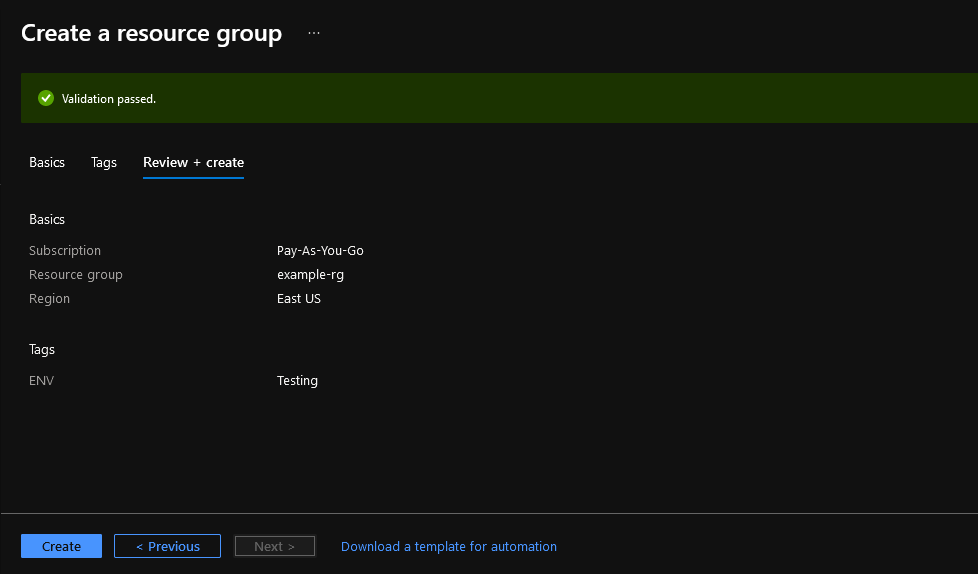 Create a resource group ...
Validation passed.
Basics Tags Review + create
Basics
Subscription Pay-As-You-Go
Resource group example-rg
Region East US
Tags
ENV Testing
Create < Previous Next > Download a template for automation